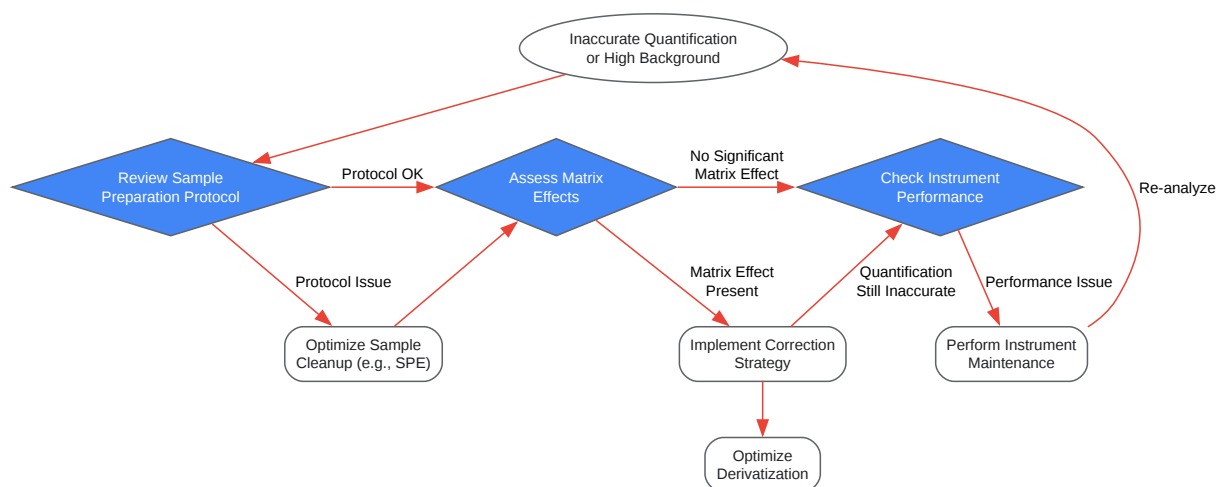 Inaccurate Quantification
or High Background
Review Sample
Preparation Protocol
Protocol OK
Assess Matrix
Effects
No Significant
Matrix Effect
Check Instrument
Performance
Re-analyze
Protocol Issue
Matrix Effect
Present
Quantification
Still Inaccurate
Performance Issue
Optimize Sample
Cleanup (e.g., SPE)
Implement Correction
Strategy
Perform Instrument
Maintenance
Optimize
Derivatization